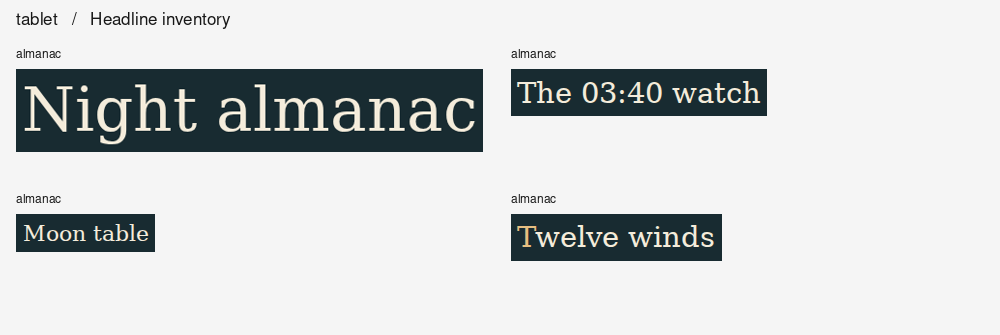 tablet / Headline inventory
almanac
Night almanac
almanac
The 03:40 watch
almanac
Moon table
almanac
Twelve winds